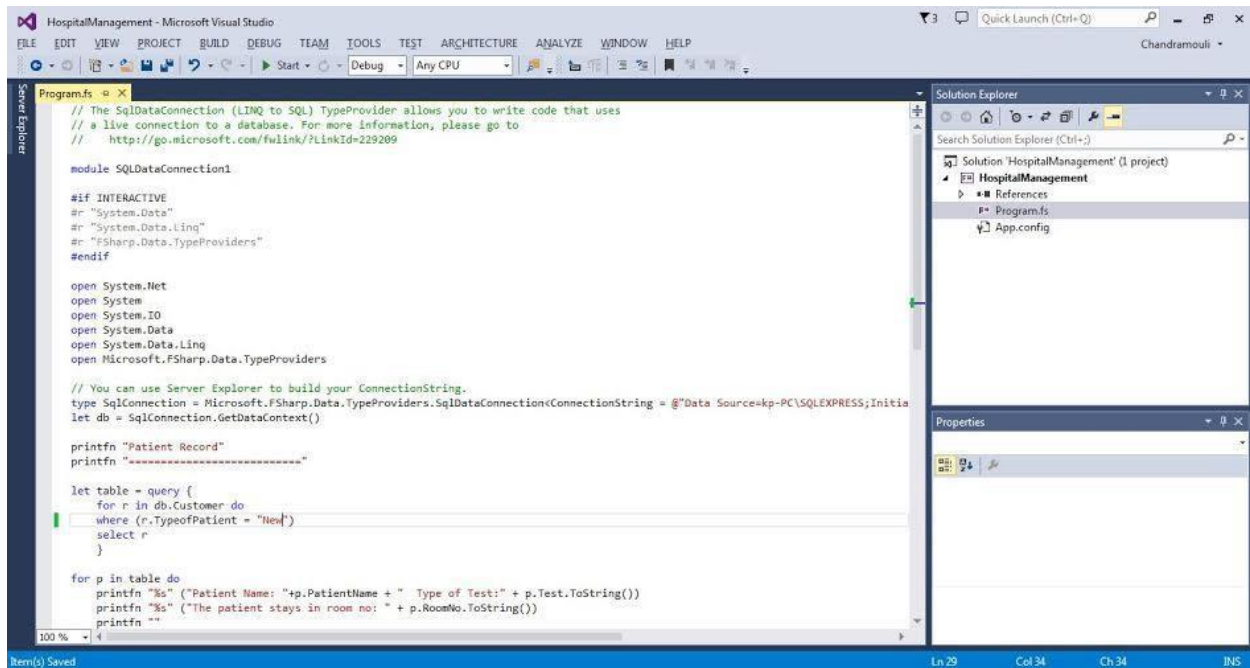 HospitalManagement - Microsoft Visual Studio
3
Quick Launch (Ctrl+Q)
FILE EDIT VIEW PROJECT BUILD DEBUG TEAM TOOLS TEST ARCHITECTURE ANALYZE WINDOW HELP
Chandramouli
Start Debug Any CPU
Server Explorer
Program.fs
// The SqlDataConnection (LINQ to SQL) TypeProvider allows you to write code that uses
// a live connection to a database. For more information, please go to
//    http://go.microsoft.com/fwlink/?LinkId=229209
module SQLDataConnection1
#if INTERACTIVE
#r "System.Data"
#r "System.Data.Linq"
#r "FSharp.Data.TypeProviders"
#endif
open System.Net
open System
open System.IO
open System.Data
open System.Data.Linq
open Microsoft.FSharp.Data.TypeProviders
// You can use Server Explorer to build your ConnectionString.
type SqlConnection = Microsoft.FSharp.Data.TypeProviders.SqlDataConnection<ConnectionString = @"Data Source=kp-PC\SQLEXPRESS;Initia
let db = SqlConnection.GetDataContext()
printfn "Patient Record"
printfn "==========================="
let table = query {
    for r in db.Customer do
    where (r.TypeofPatient = "New")
    select r
    }
for p in table do
    printfn "%s" ("Patient Name: "+p.PatientName + "  Type of Test:" + p.Test.ToString())
    printfn "%s" ("The patient stays in room no: " + p.RoomNo.ToString())
    printfn ""
100 %
Solution Explorer
Search Solution Explorer (Ctrl+;)
Solution 'HospitalManagement' (1 project)
HospitalManagement
References
Program.fs
App.config
Properties
Item(s) Saved
Ln 29 Col 34 Ch 34 INS